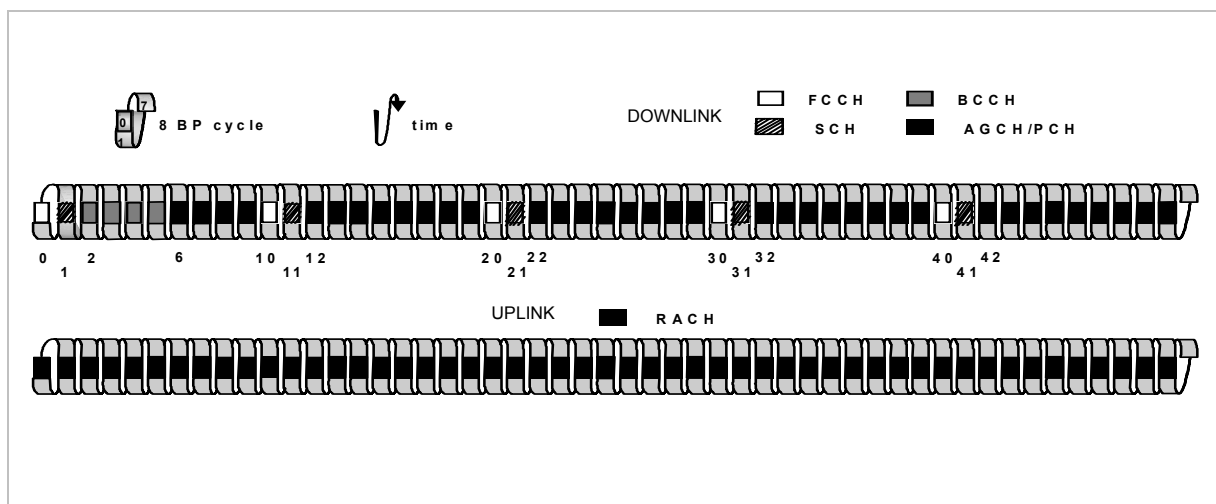 7
0
1
8 BP cycle
time
DOWNLINK
FCCH
BCCH
SCH
AGCH/PCH
0 2 6 10 12 20 22 30 32 40 42
1 11 21 31 41
UPLINK
RACH